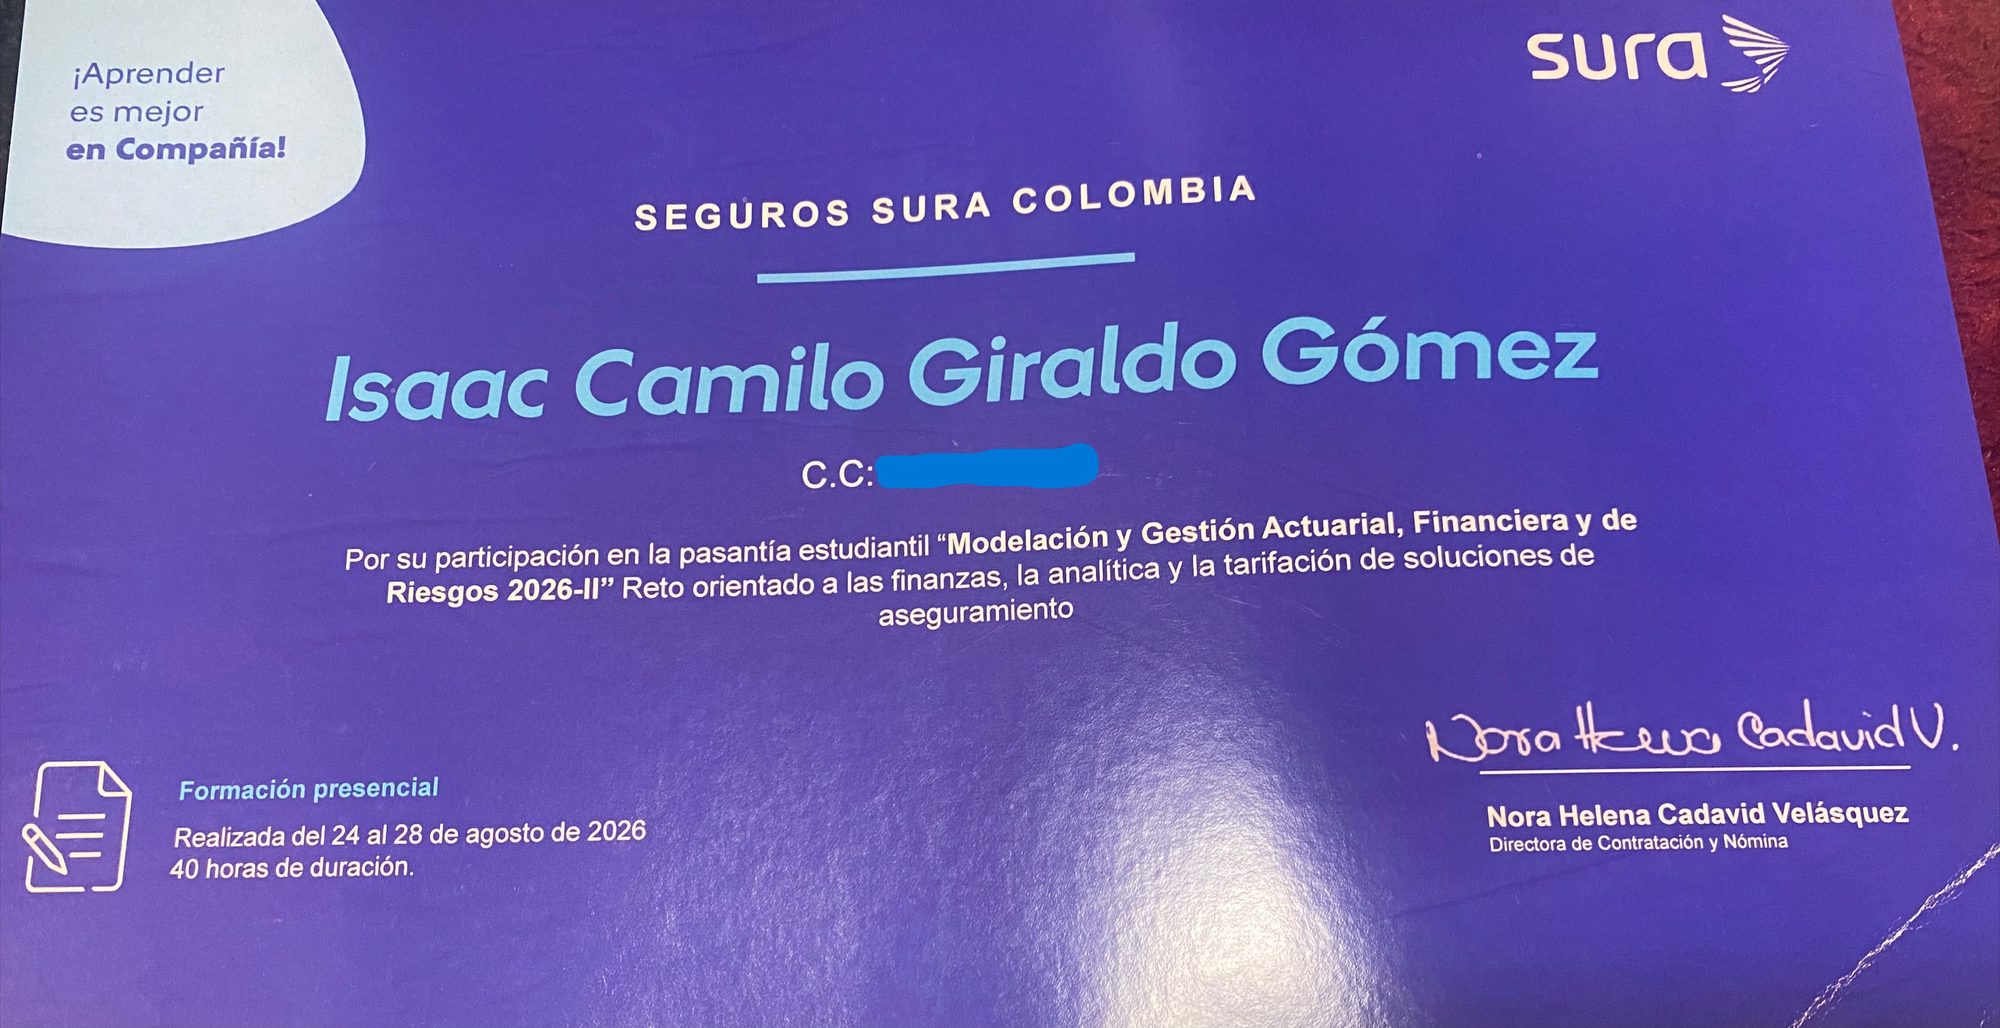 ¡Aprender
es mejor
en Compañía!
sura
SEGUROS SURA COLOMBIA
Isaac Camilo Giraldo Gómez
C.C:
Por su participación en la pasantía estudiantil “Modelación y Gestión Actuarial, Financiera y de
Riesgos 2026-II” Reto orientado a las finanzas, la analítica y la tarifación de soluciones de
aseguramiento
Formación presencial
Realizada del 24 al 28 de agosto de 2026
40 horas de duración.
Nora Helena Cadavid V.
Nora Helena Cadavid Velásquez
Directora de Contratación y Nómina